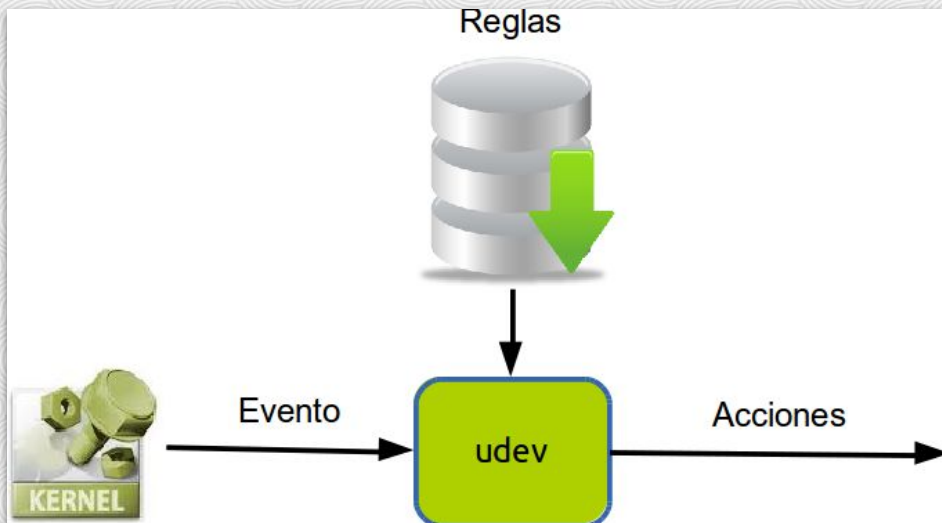 Reglas
Evento
Acciones
udev
KERNEL